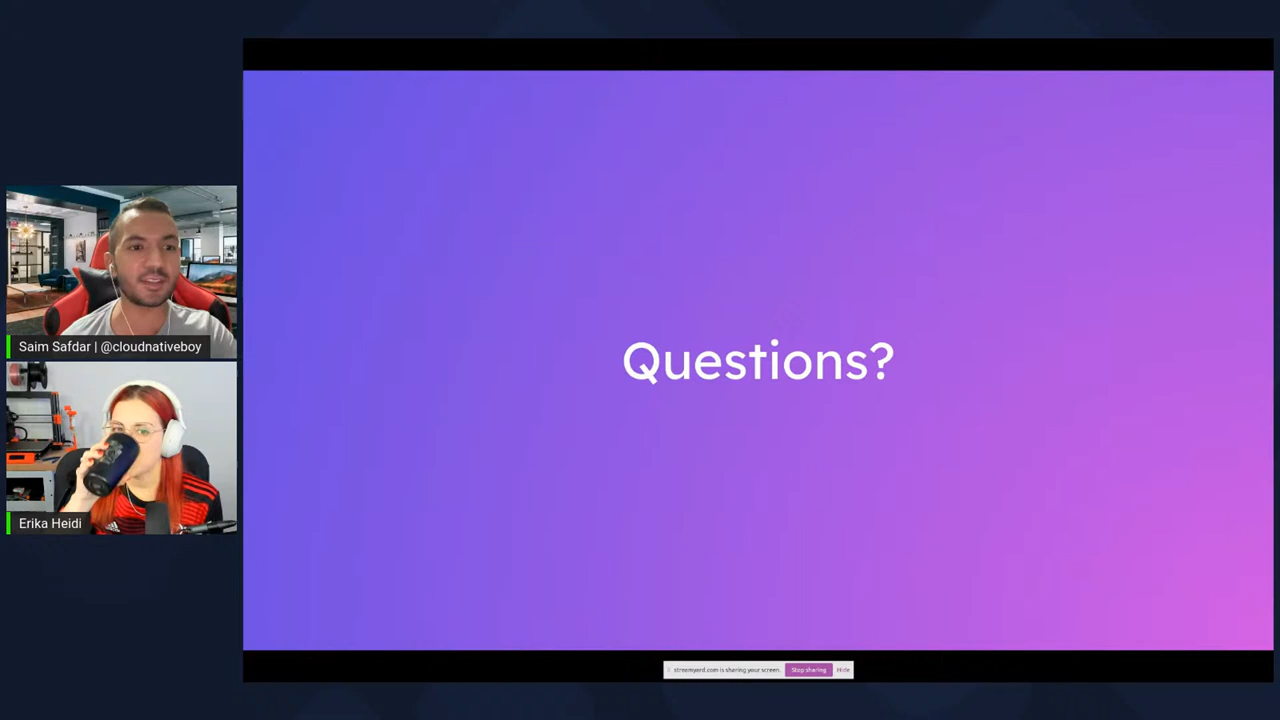 Saim Safdar | @cloudnativeboy
Erika Heidi
Questions?
streamyard.com is sharing your screen.
Stop sharing
Hide